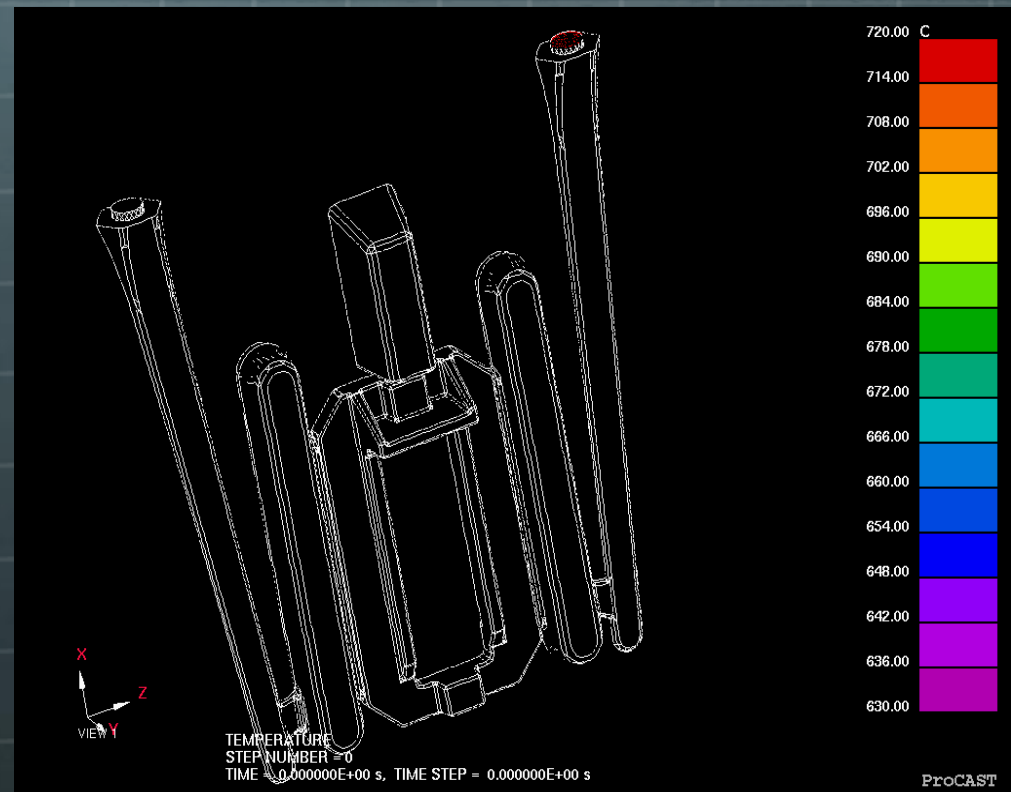 720.00 C
714.00
708.00
702.00
696.00
690.00
684.00
678.00
672.00
666.00
660.00
654.00
648.00
642.00
636.00
630.00
X
Z
Y
VIEW 1
TEMPERATURE
STEP NUMBER = 0
TIME = 0.000000E+00 s, TIME STEP = 0.000000E+00 s
ProCAST